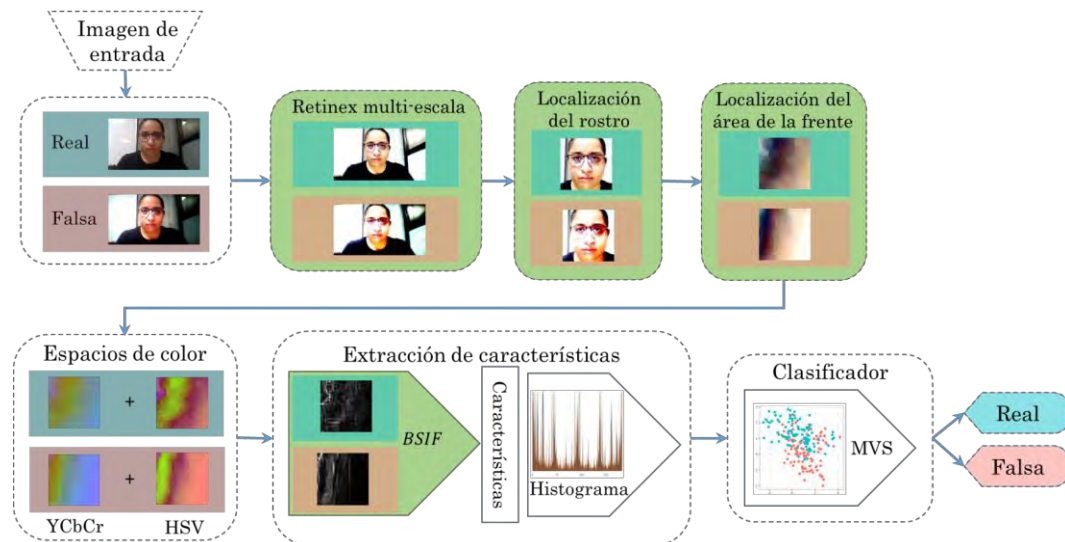 Imagen de
entrada
Real
Falsa
Retinex multi-escala
Localización
del rostro
Localización del
área de la frente
Espacios de color
+
+
YCbCr
HSV
Extracción de características
BSIF
Características
Histograma
Clasificador
MVS
Real
Falsa